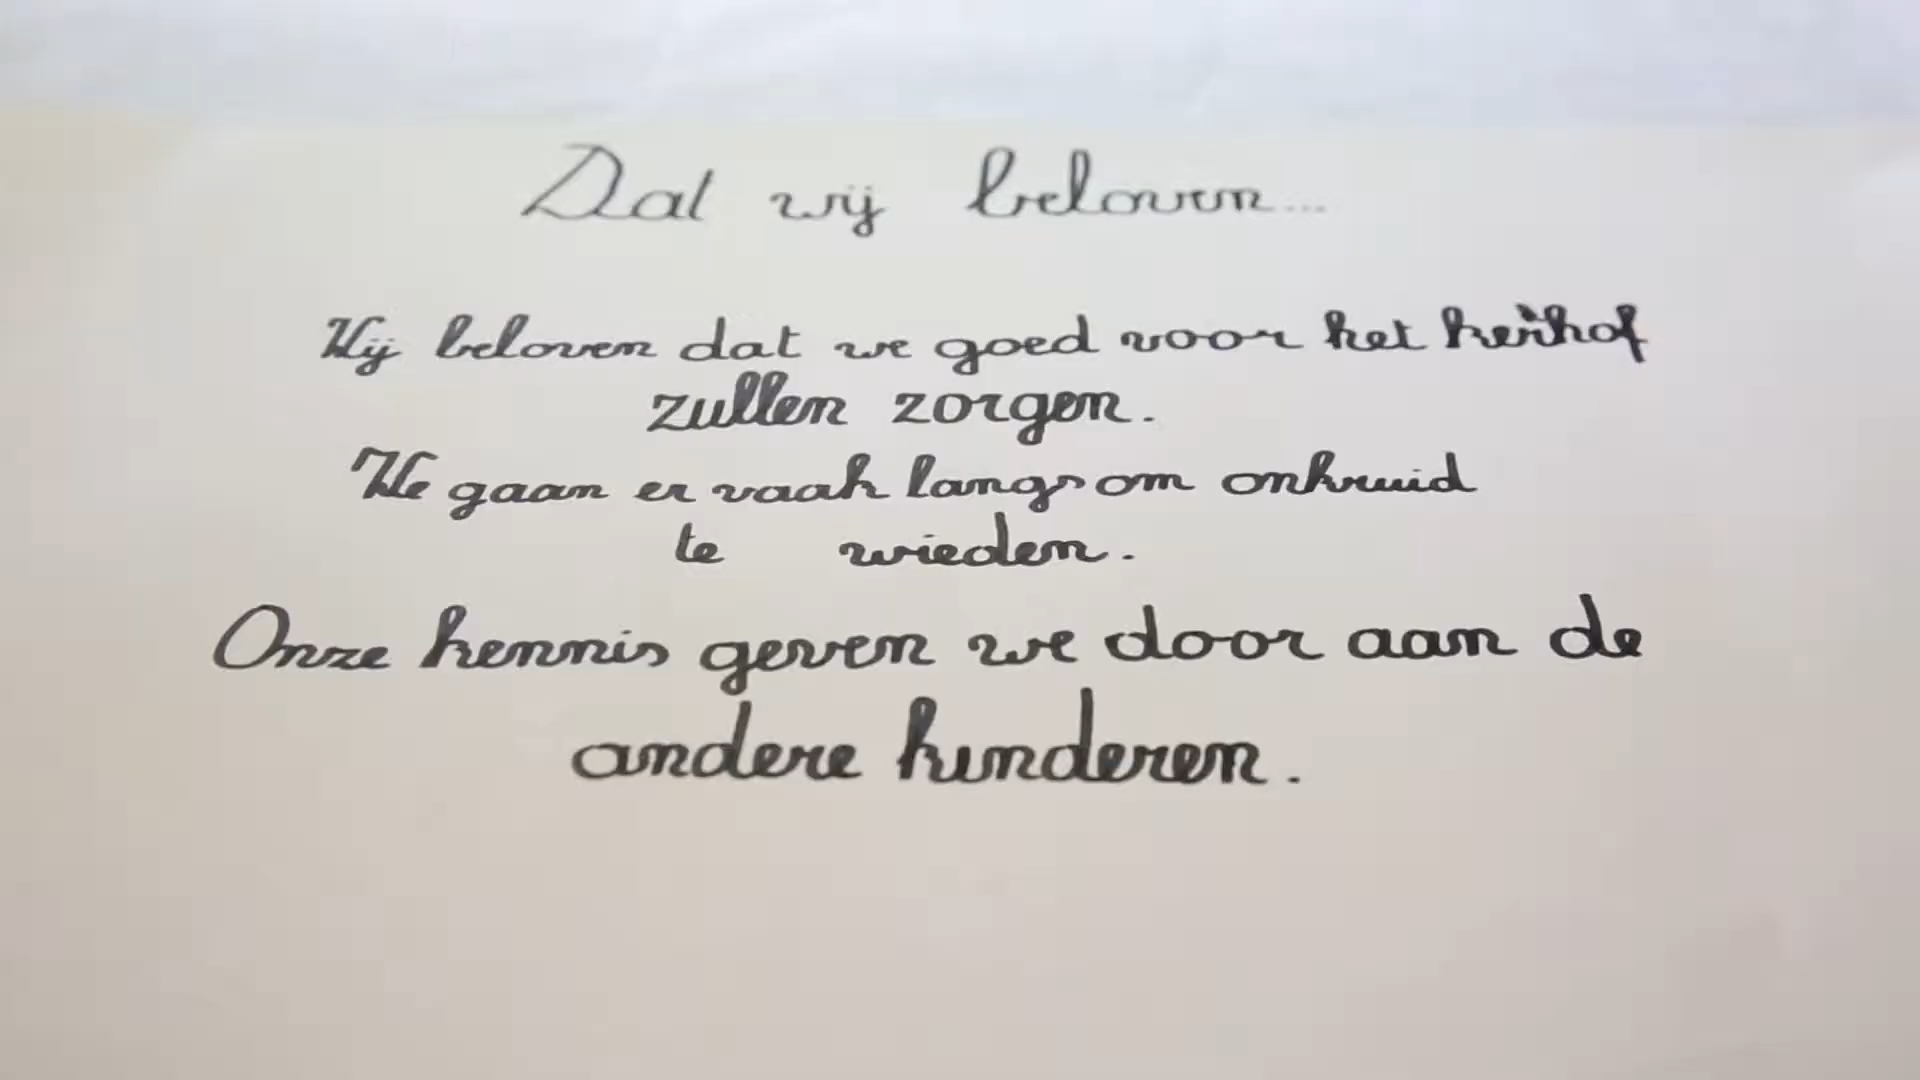 Dat wij beloven...
Wij beloven dat we goed voor het kerkhof
zullen zorgen.
We gaan er vaak langs om onkruid
te wieden.
Onze kennis geven we door aan de
andere kinderen.